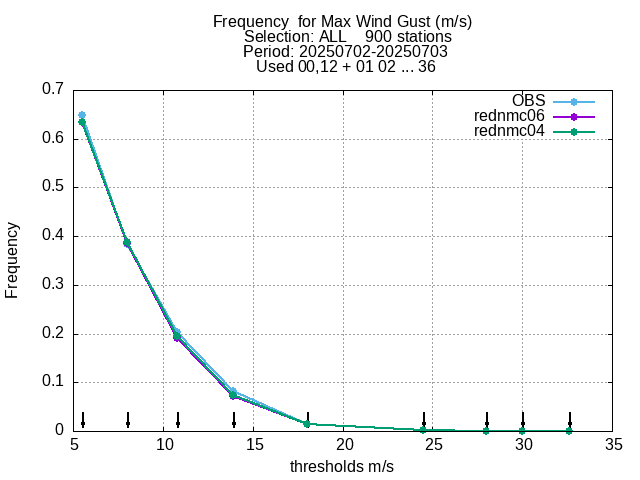 Frequency  for Max Wind Gust (m/s)
Selection: ALL    900 stations
Period: 20250702-20250703
Used 00,12 + 01 02 ... 36
OBS
rednmc06
rednmc04
Frequency
0.7
0.6
0.5
0.4
0.3
0.2
0.1
0
5 10 15 20 25 30 35
thresholds m/s